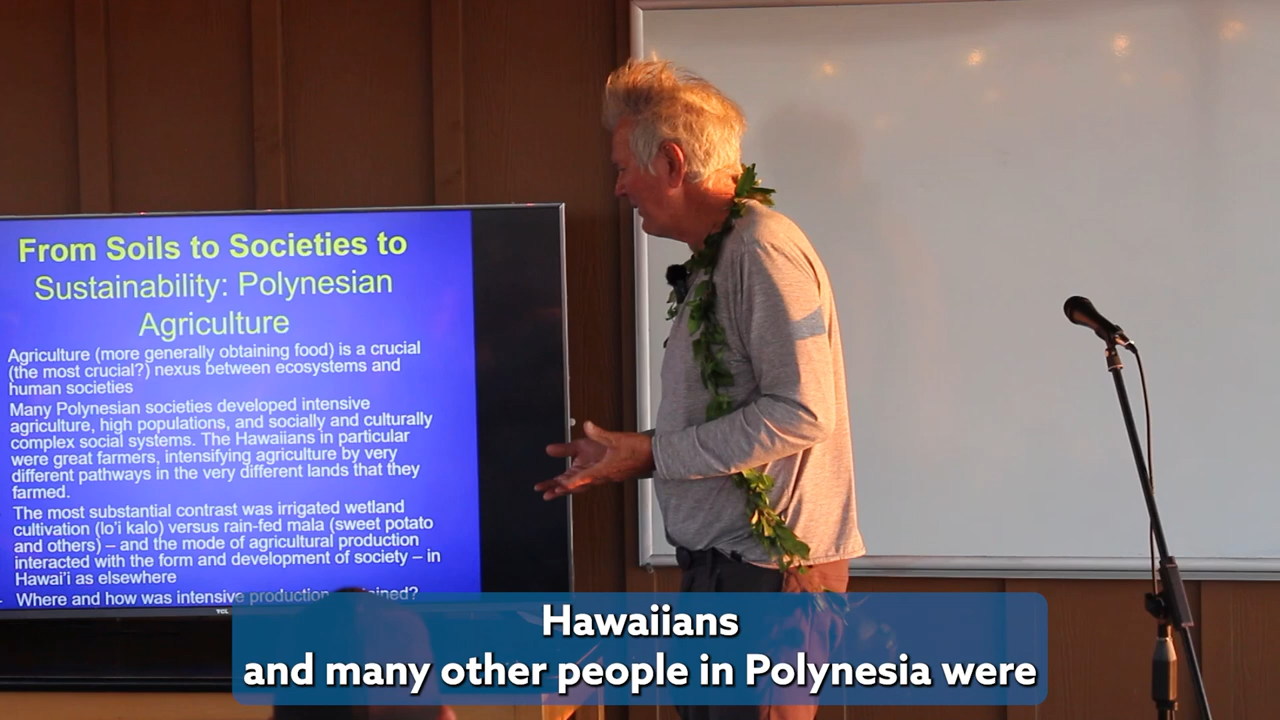 From Soils to Societies to
Sustainability: Polynesian
Agriculture
Agriculture (more generally obtaining food) is a crucial
(the most crucial?) nexus between ecosystems and
human societies
Many Polynesian societies developed intensive
agriculture, high populations, and socially and culturally
complex social systems. The Hawaiians in particular
were great farmers, intensifying agriculture by very
different pathways in the very different lands that they
farmed.
The most substantial contrast was irrigated wetland
cultivation (lo'i kalo) versus rain-fed mala (sweet potato
and others) – and the mode of agricultural production
interacted with the form and development of society – in
Hawai'i as elsewhere
Where and how was intensive production
TCL
Hawaiians
and many other people in Polynesia were